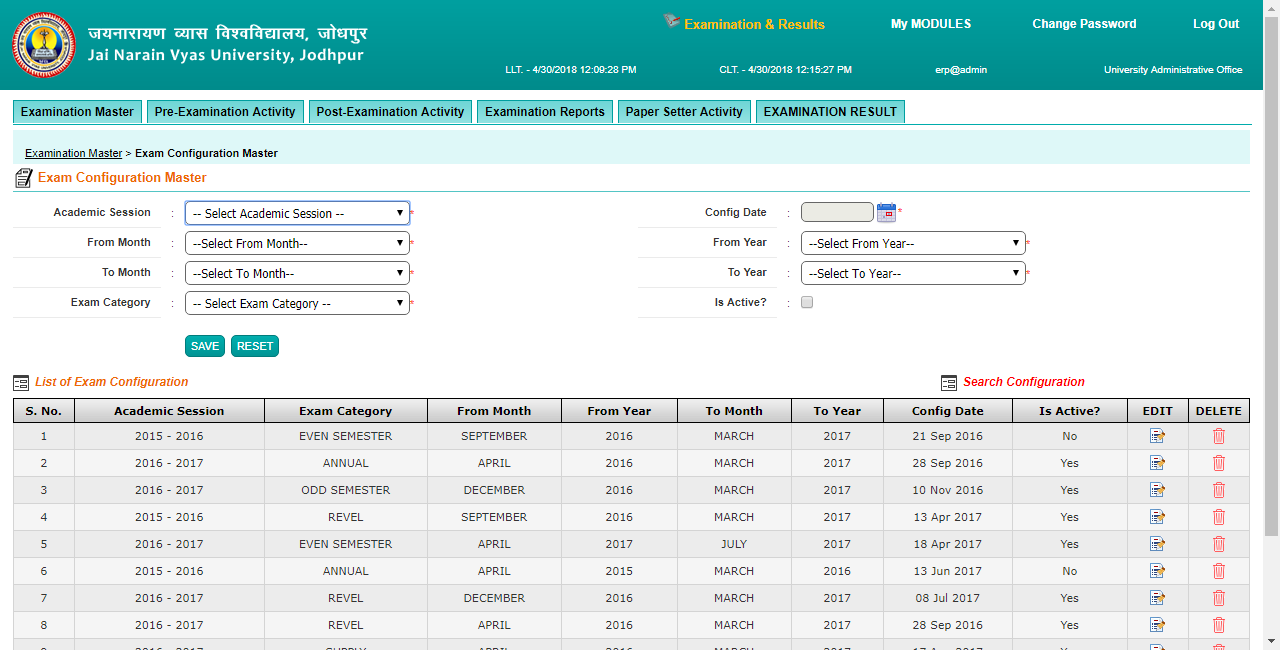 जयनारायण व्यास विश्वविद्यालय, जोधपुर
Jai Narain Vyas University, Jodhpur
Examination & Results My MODULES Change Password Log Out
LLT. - 4/30/2018 12:09:28 PM CLT. - 4/30/2018 12:15:27 PM erp@admin University Administrative Office
Examination Master Pre-Examination Activity Post-Examination Activity Examination Reports Paper Setter Activity EXAMINATION RESULT
Examination Master > Exam Configuration Master
Exam Configuration Master
Academic Session : -- Select Academic Session -- * Config Date : *
From Month : --Select From Month-- * From Year : --Select From Year-- *
To Month : --Select To Month-- * To Year : --Select To Year-- *
Exam Category : -- Select Exam Category -- * Is Active? :
SAVE RESET
List of Exam Configuration Search Configuration
S. No. Academic Session Exam Category From Month From Year To Month To Year Config Date Is Active? EDIT DELETE
1 2015 - 2016 EVEN SEMESTER SEPTEMBER 2016 MARCH 2017 21 Sep 2016 No
2 2016 - 2017 ANNUAL APRIL 2016 MARCH 2017 28 Sep 2016 Yes
3 2016 - 2017 ODD SEMESTER DECEMBER 2016 MARCH 2017 10 Nov 2016 Yes
4 2015 - 2016 REVEL SEPTEMBER 2016 MARCH 2017 13 Apr 2017 Yes
5 2016 - 2017 EVEN SEMESTER APRIL 2017 JULY 2017 18 Apr 2017 Yes
6 2015 - 2016 ANNUAL APRIL 2015 MARCH 2016 13 Jun 2017 No
7 2016 - 2017 REVEL DECEMBER 2016 MARCH 2017 08 Jul 2017 Yes
8 2016 - 2017 REVEL APRIL 2016 MARCH 2017 28 Sep 2016 Yes